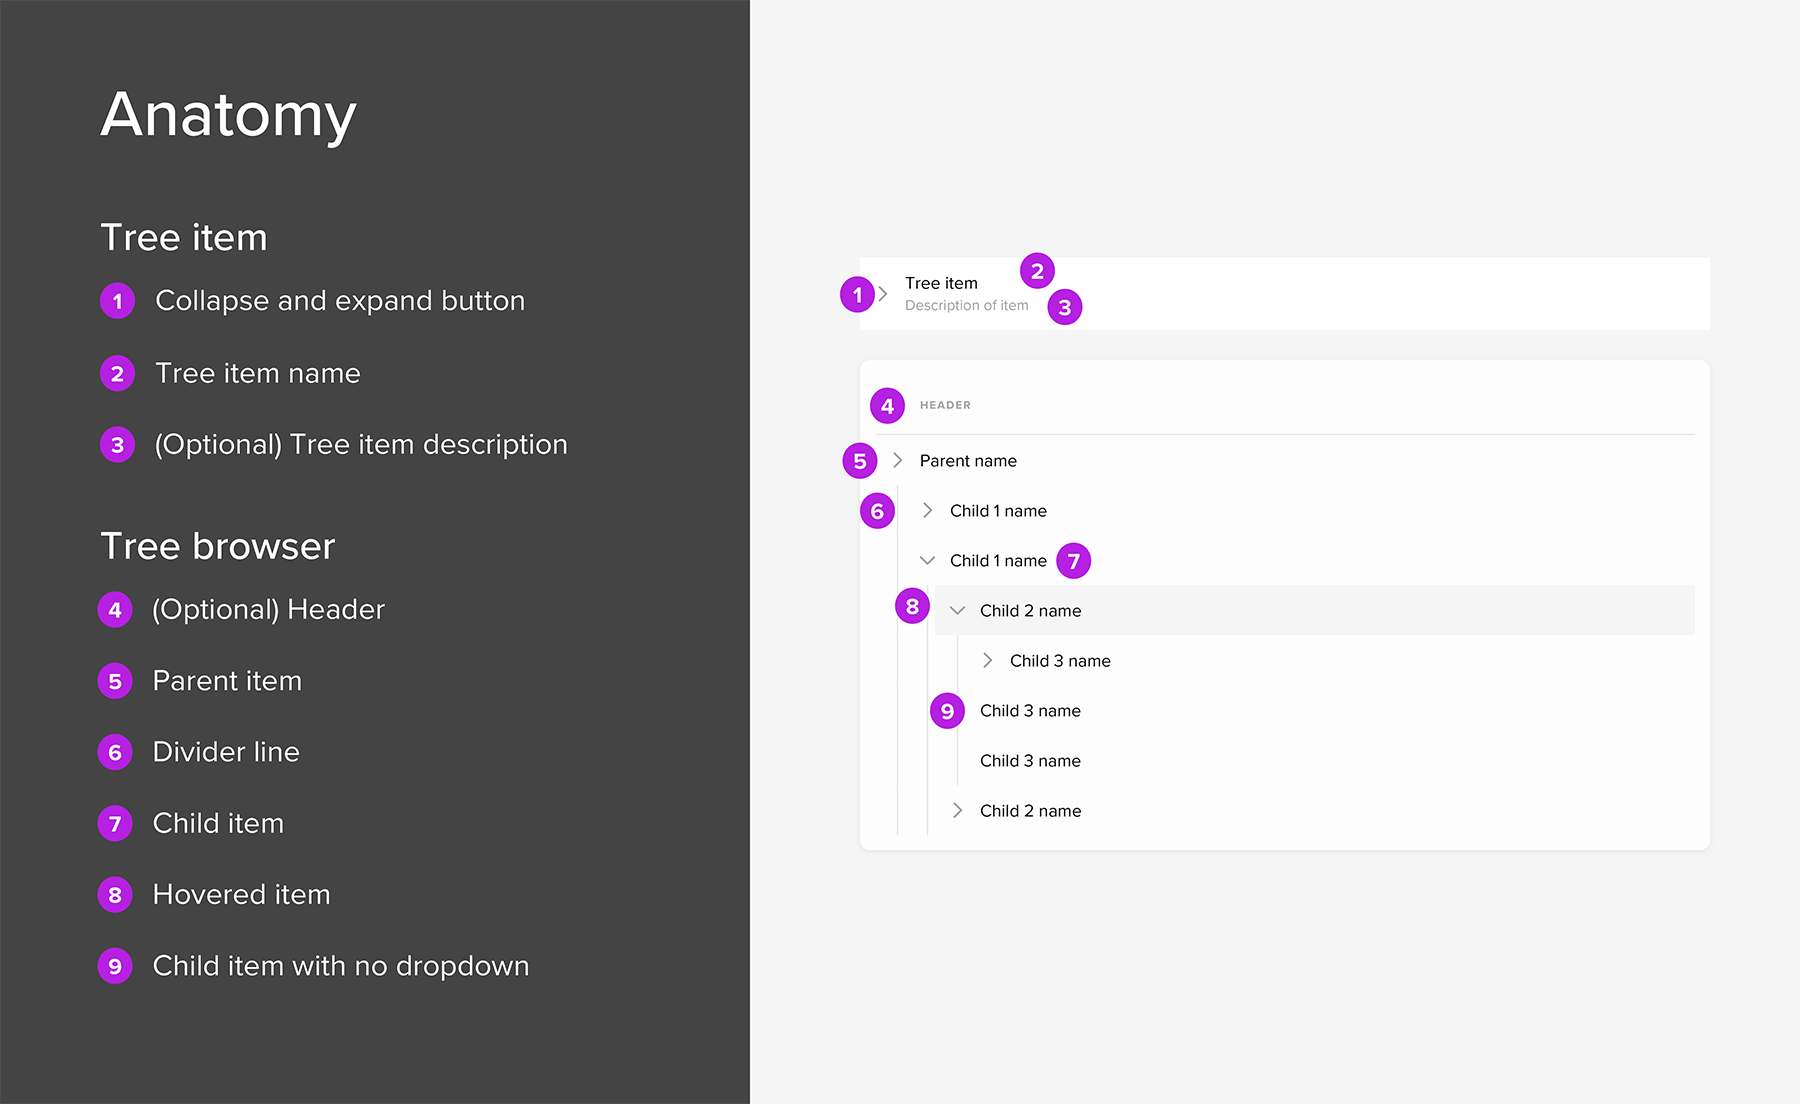 Anatomy
Tree item
1 Collapse and expand button
2 Tree item name
3 (Optional) Tree item description
Tree browser
4 (Optional) Header
5 Parent item
6 Divider line
7 Child item
8 Hovered item
9 Child item with no dropdown
Tree item 2
1
Description of item 3
4 HEADER
5 Parent name
6 Child 1 name
Child 1 name 7
8 Child 2 name
Child 3 name
9 Child 3 name
Child 3 name
Child 2 name